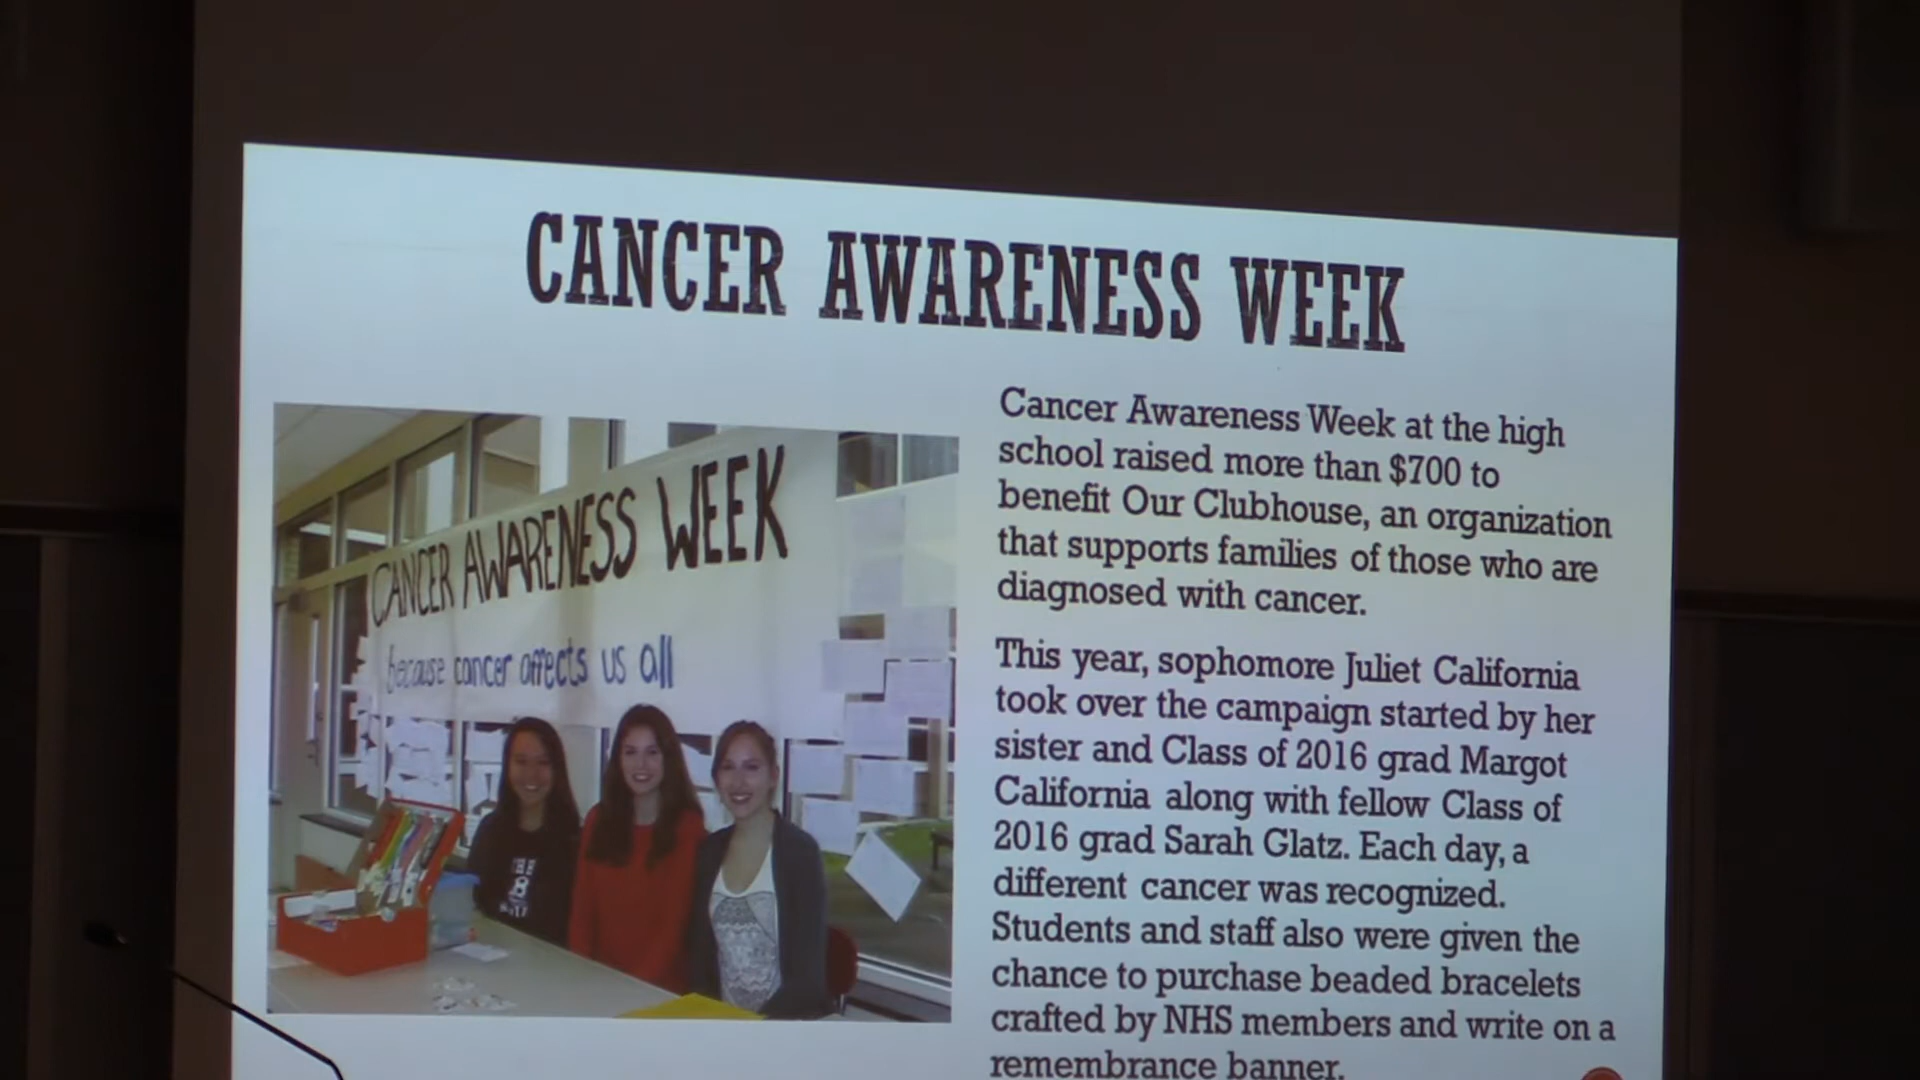 CANCER AWARENESS WEEK
CANCER AWARENESS WEEK
because cancer affects us all
Cancer Awareness Week at the high
school raised more than $700 to
benefit Our Clubhouse, an organization
that supports families of those who are
diagnosed with cancer.
This year, sophomore Juliet California
took over the campaign started by her
sister and Class of 2016 grad Margot
California along with fellow Class of
2016 grad Sarah Glatz. Each day, a
different cancer was recognized.
Students and staff also were given the
chance to purchase beaded bracelets
crafted by NHS members and write on a
remembrance banner.